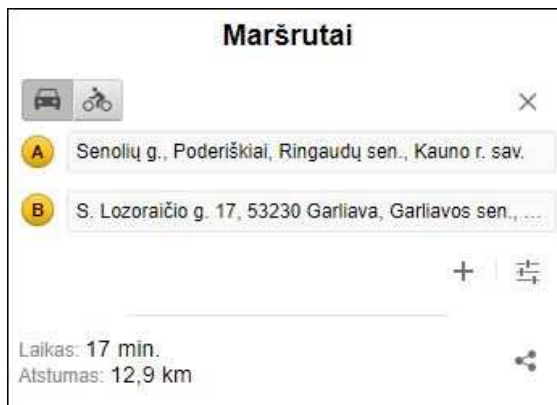 Maršrutai
A Senolių g., Poderiškiai, Ringaudų sen., Kauno r. sav.
B S. Lozoraičio g. 17, 53230 Garliava, Garliavos sen., ...
Laikas: 17 min.
Atstumas: 12,9 km